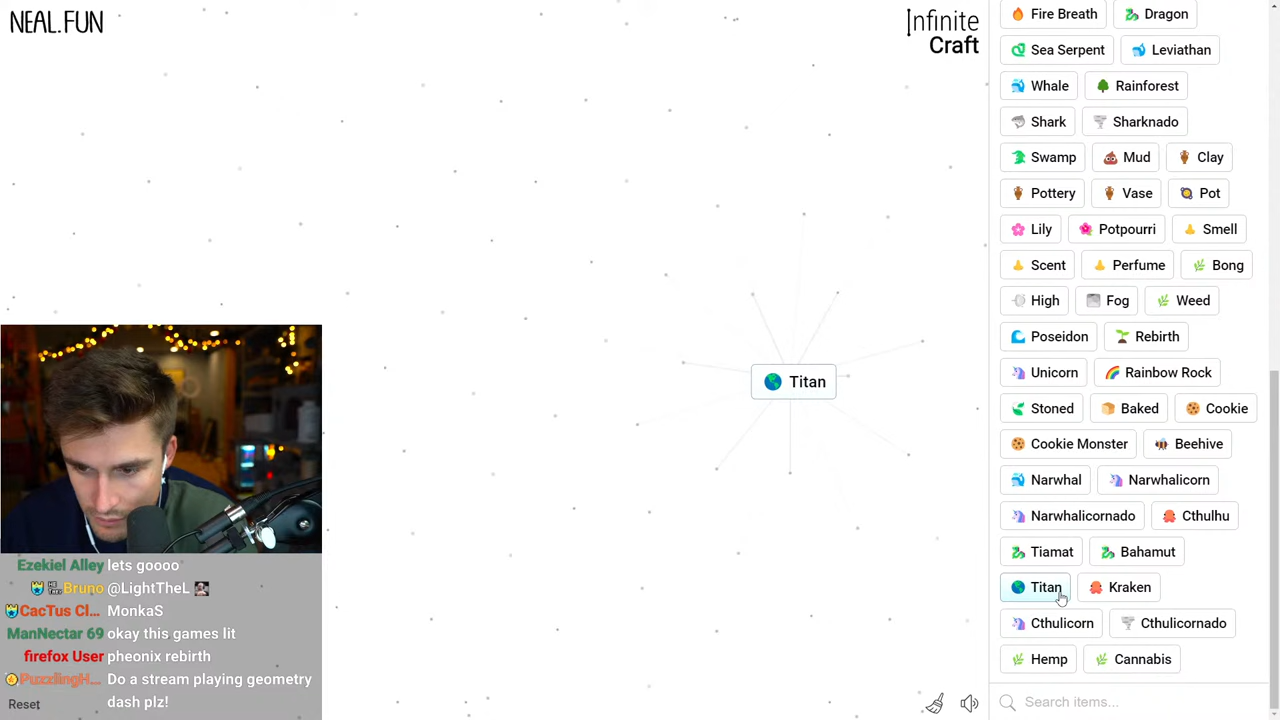 NEAL.FUN
Infinite
Craft
Fire Breath Dragon
Sea Serpent Leviathan
Whale Rainforest
Shark Sharknado
Swamp Mud Clay
Pottery Vase Pot
Lily Potpourri Smell
Scent Perfume Bong
High Fog Weed
Poseidon Rebirth
Unicorn Rainbow Rock
Titan
Stoned Baked Cookie
Cookie Monster Beehive
Narwhal Narwhalicorn
Narwhalicornado Cthulhu
Tiamat Bahamut
Titan Kraken
Cthulicorn Cthulicornado
Hemp Cannabis
Search items...
Ezekiel Alley lets goooo
Bruno @LightTheL
CacTus Cl... MonkaS
ManNectar 69 okay this games lit
firefox User pheonix rebirth
PuzzlingH... Do a stream playing geometry
dash plz!
Reset